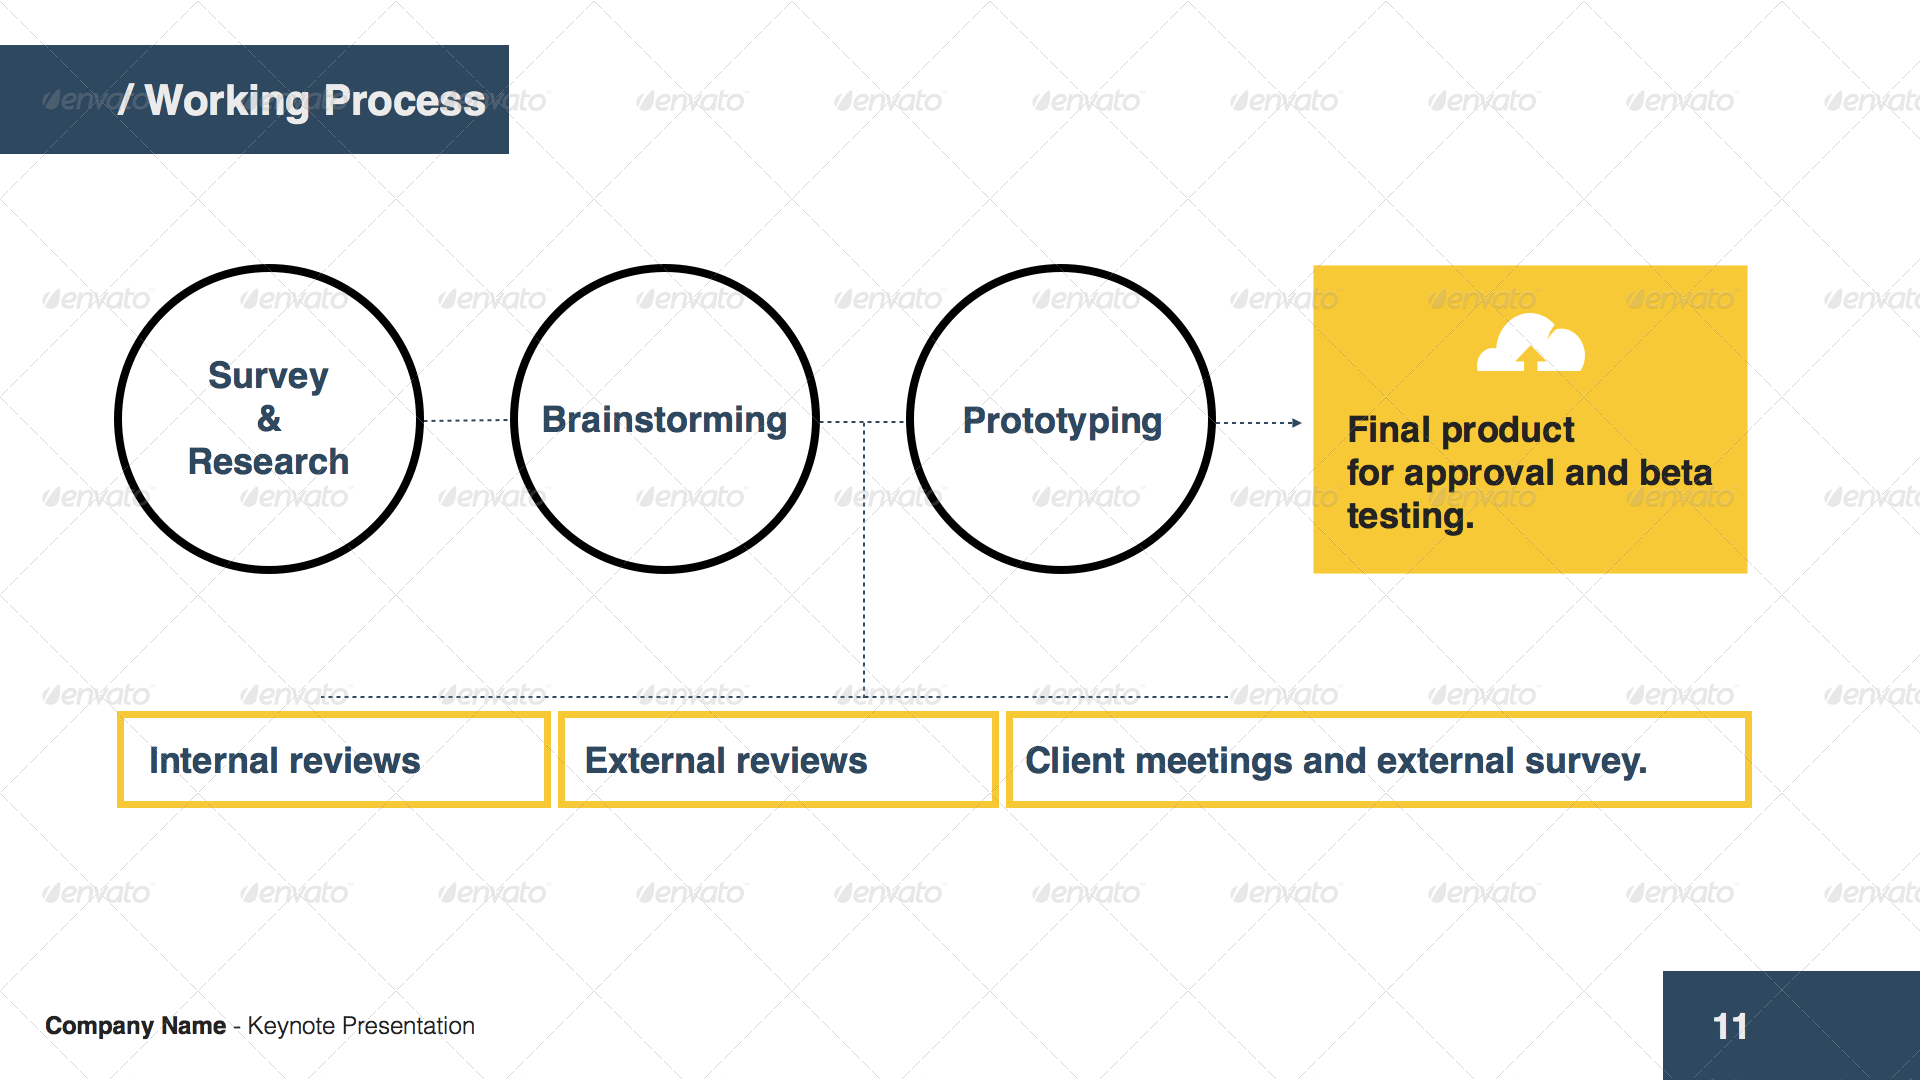 / Working Process
Survey
&
Research
Brainstorming
Prototyping
Final product
for approval and beta
testing.
Internal reviews
External reviews
Client meetings and external survey.
Company Name - Keynote Presentation
11
envato